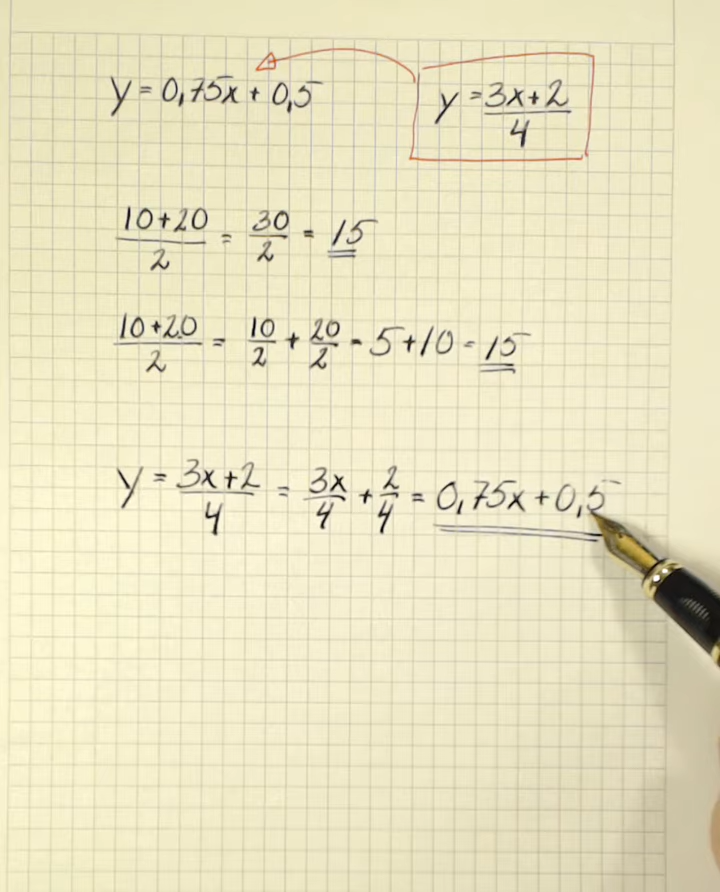 y = 0,75x + 0,5    y = (3x+2)/4
(10+20)/2 = 30/2 = 15
(10+20)/2 = 10/2 + 20/2 = 5+10 = 15
y = (3x+2)/4 = 3x/4 + 2/4 = 0,75x + 0,5